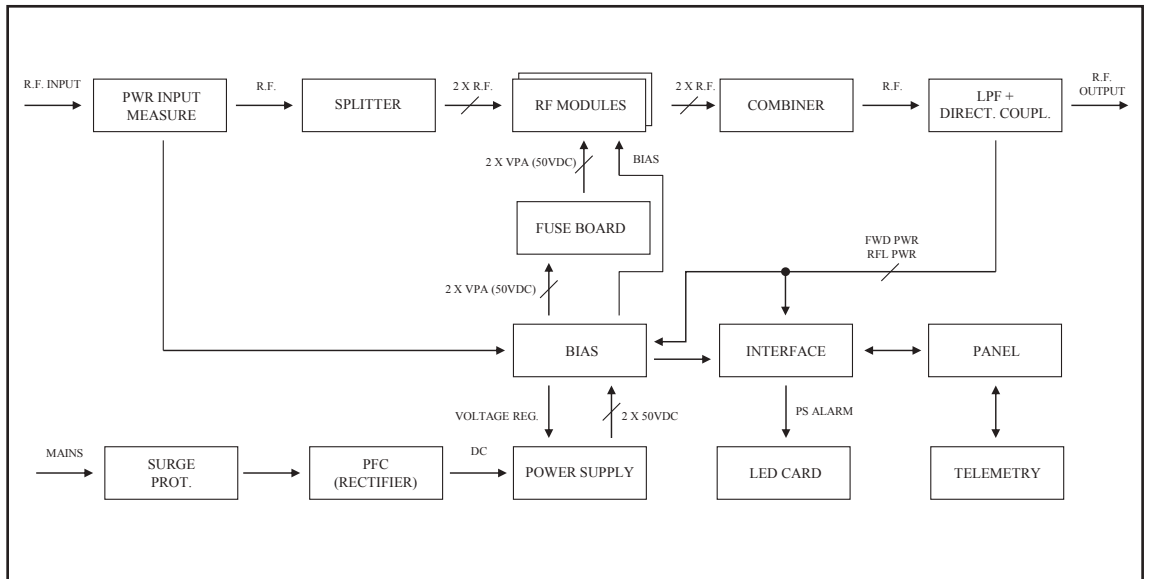 R.F. INPUT
PWR INPUT
MEASURE
R.F.
SPLITTER
2 X R.F.
RF MODULES
2 X R.F.
COMBINER
R.F.
LPF +
DIRECT. COUPL.
R.F.
OUTPUT
2 X VPA (50VDC)
BIAS
FUSE BOARD
FWD PWR
RFL PWR
2 X VPA (50VDC)
BIAS
INTERFACE
PANEL
VOLTAGE REG.
2 X 50VDC
PS ALARM
MAINS
SURGE
PROT.
PFC
(RECTIFIER)
DC
POWER SUPPLY
LED CARD
TELEMETRY